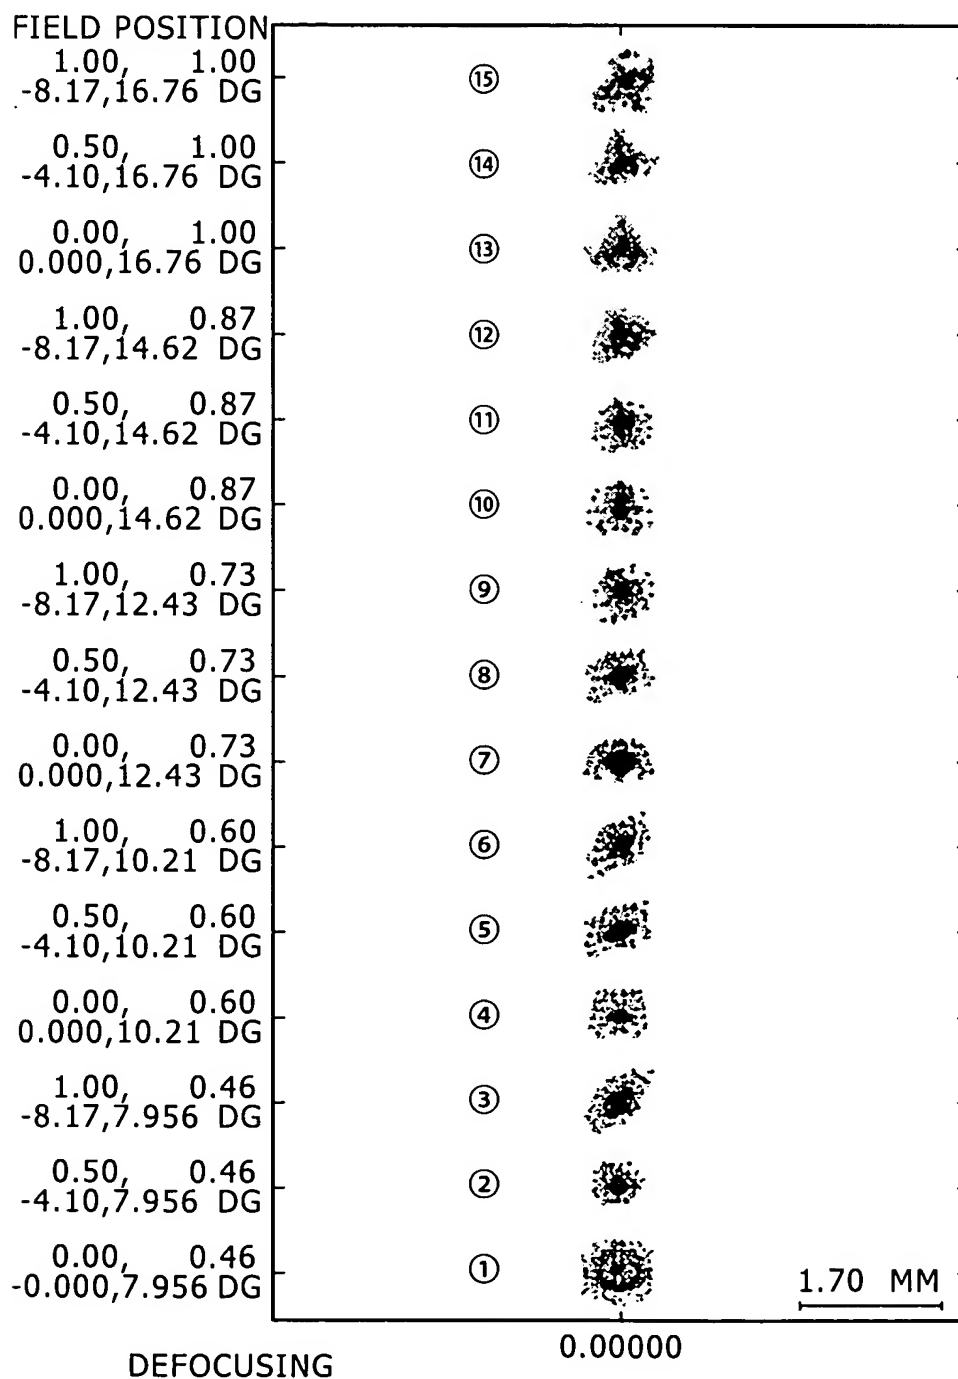 FIELD POSITION
1.00, 1.00
-8.17,16.76 DG
⑮
0.50, 1.00
-4.10,16.76 DG
⑭
0.00, 1.00
0.000,16.76 DG
⑬
1.00, 0.87
-8.17,14.62 DG
⑫
0.50, 0.87
-4.10,14.62 DG
⑪
0.00, 0.87
0.000,14.62 DG
⑩
1.00, 0.73
-8.17,12.43 DG
⑨
0.50, 0.73
-4.10,12.43 DG
⑧
0.00, 0.73
0.000,12.43 DG
⑦
1.00, 0.60
-8.17,10.21 DG
⑥
0.50, 0.60
-4.10,10.21 DG
⑤
0.00, 0.60
0.000,10.21 DG
④
1.00, 0.46
-8.17,7.956 DG
③
0.50, 0.46
-4.10,7.956 DG
②
0.00, 0.46
-0.000,7.956 DG
①
1.70 MM
0.00000
DEFOCUSING